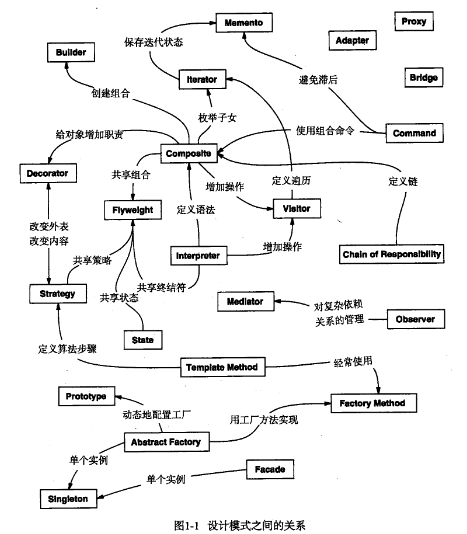 Memento
Proxy
Adapter
Builder
保存迭代状态
Iterator
避免滞后
Bridge
创建组合
枚举子女
给对象增加职责
使用组合命令
Command
Composite
Decorator
共享组合
增加操作
定义遍历
定义链
Flyweight
定义语法
Visitor
改变外表
改变内容
增加操作
共享策略
Interpreter
Chain of Responsibility
Strategy
共享终结符
共享状态
Mediator
对复杂依赖
关系的管理
Observer
State
定义算法步骤
Template Method
经常使用
Prototype
动态地配置工厂
用工厂方法实现
Factory Method
Abstract Factory
单个实例
单个实例
Facade
Singleton
图1-1 设计模式之间的关系